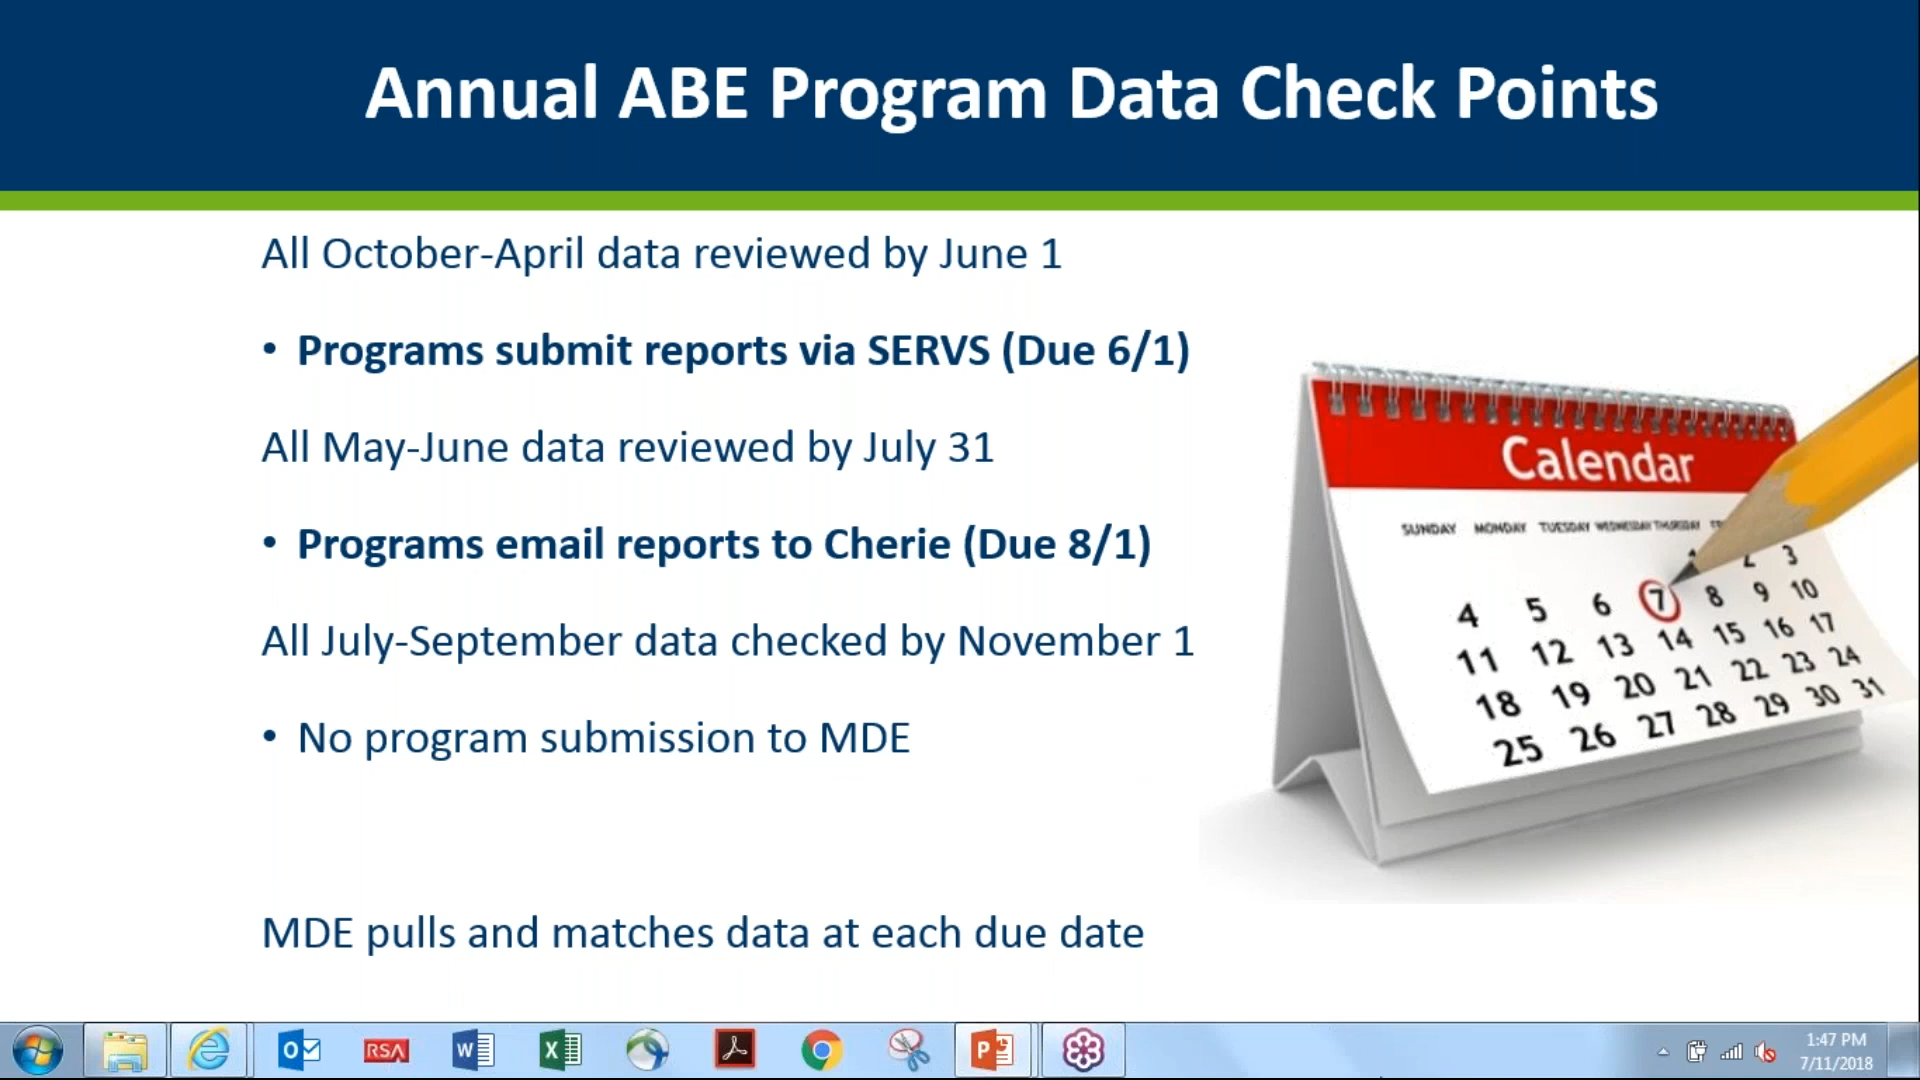 Annual ABE Program Data Check Points
All October-April data reviewed by June 1
• Programs submit reports via SERVS (Due 6/1)
All May-June data reviewed by July 31
• Programs email reports to Cherie (Due 8/1)
All July-September data checked by November 1
• No program submission to MDE
MDE pulls and matches data at each due date
Calendar
SUNDAY MONDAY TUESDAY WEDNESDAY THURSDAY
2 3
4 5 6 7 8 9 10
11 12 13 14 15 16 17
18 19 20 21 22 23 24
25 26 27 28 29 30 31
RSA
1:47 PM
7/11/2018